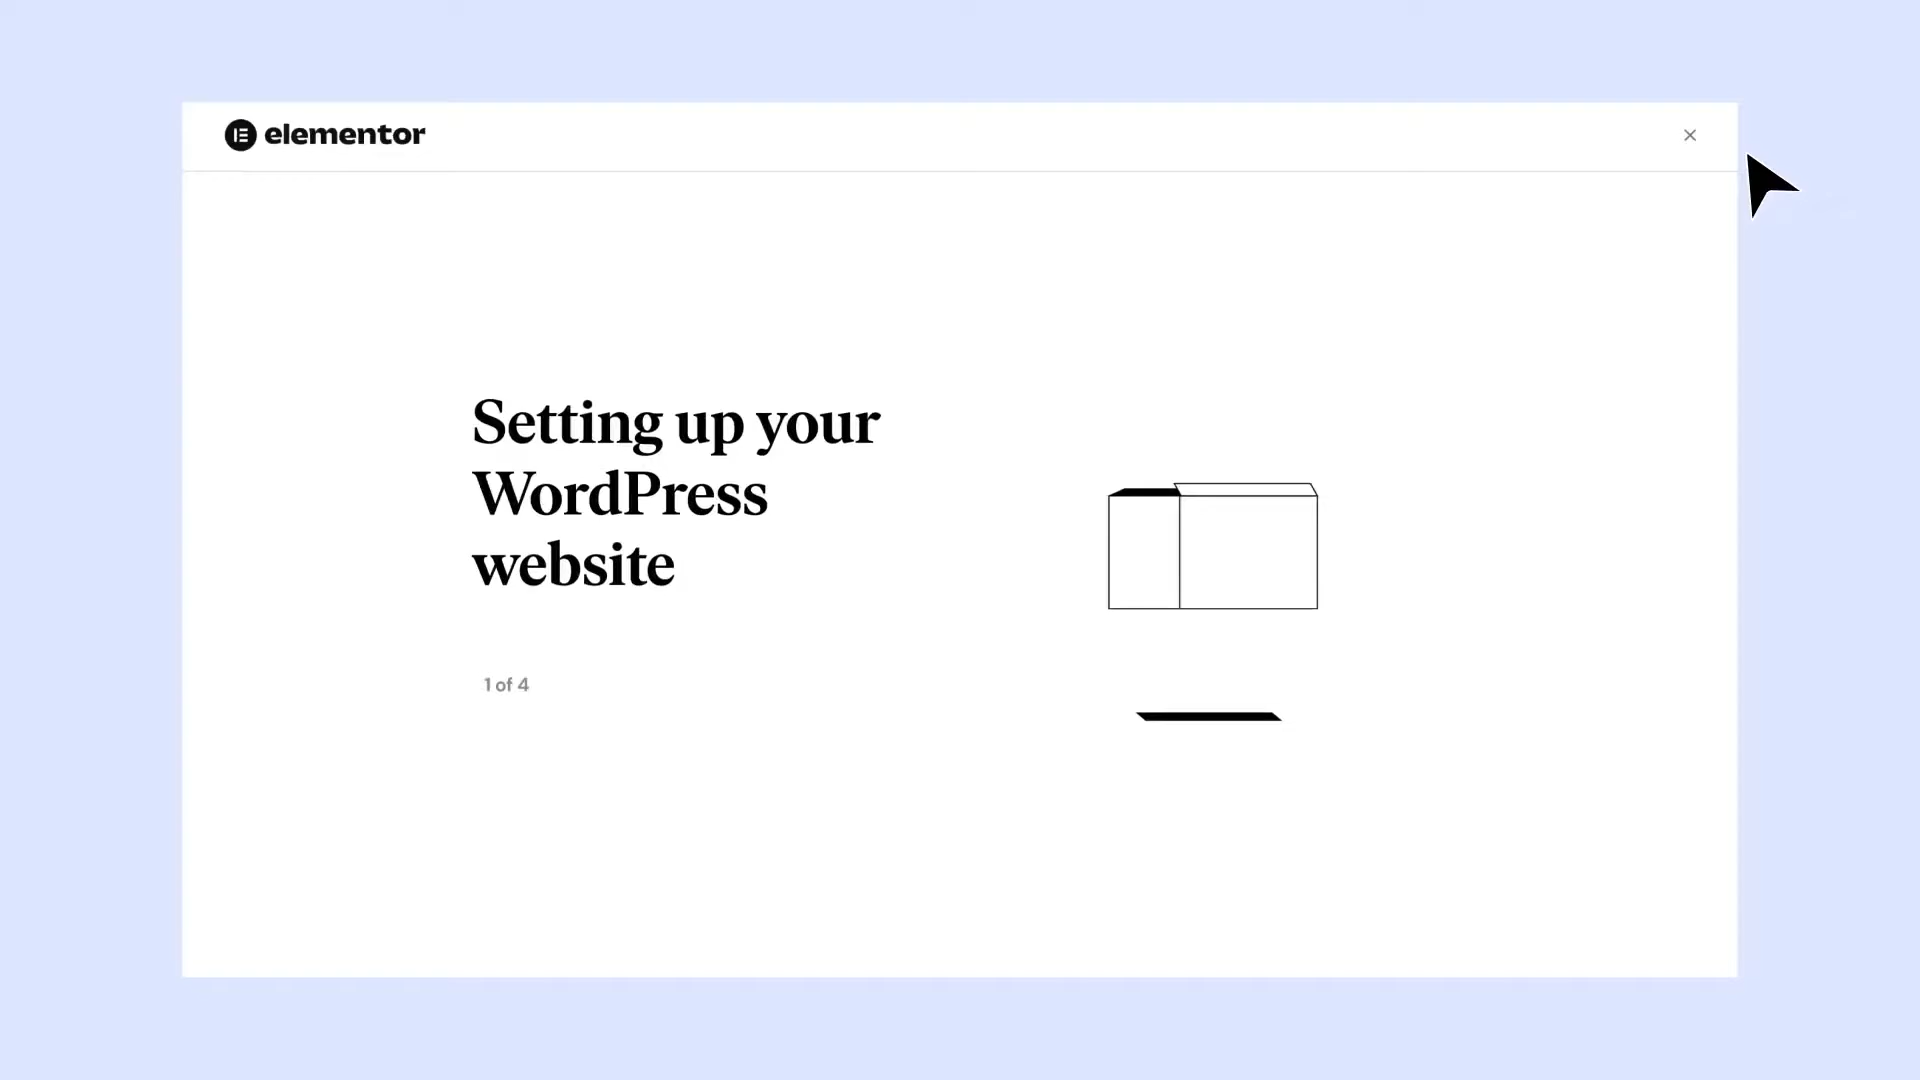 elementor
Setting up your
WordPress
website
1 of 4